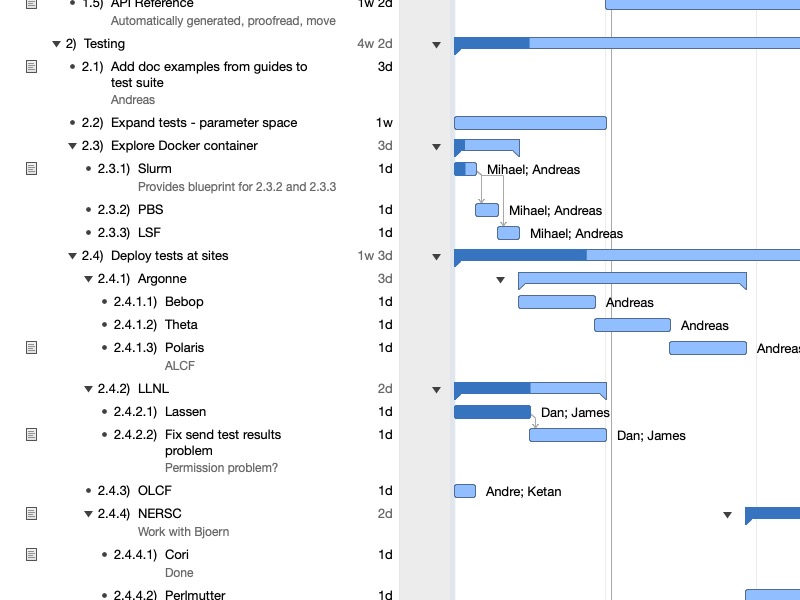 1.5) API Reference 1w 2d
Automatically generated, proofread, move
2) Testing 4w 2d
2.1) Add doc examples from guides to 3d
test suite
Andreas
2.2) Expand tests - parameter space 1w
2.3) Explore Docker container 3d
2.3.1) Slurm 1d Mihael; Andreas
Provides blueprint for 2.3.2 and 2.3.3
2.3.2) PBS 1d Mihael; Andreas
2.3.3) LSF 1d Mihael; Andreas
2.4) Deploy tests at sites 1w 3d
2.4.1) Argonne 3d
2.4.1.1) Bebop 1d Andreas
2.4.1.2) Theta 1d Andreas
2.4.1.3) Polaris 1d Andreas
ALCF
2.4.2) LLNL 2d
2.4.2.1) Lassen 1d Dan; James
2.4.2.2) Fix send test results 1d Dan; James
problem
Permission problem?
2.4.3) OLCF 1d Andre; Ketan
2.4.4) NERSC 2d
Work with Bjoern
2.4.4.1) Cori 1d
Done
2.4.4.2) Perlmutter 1d